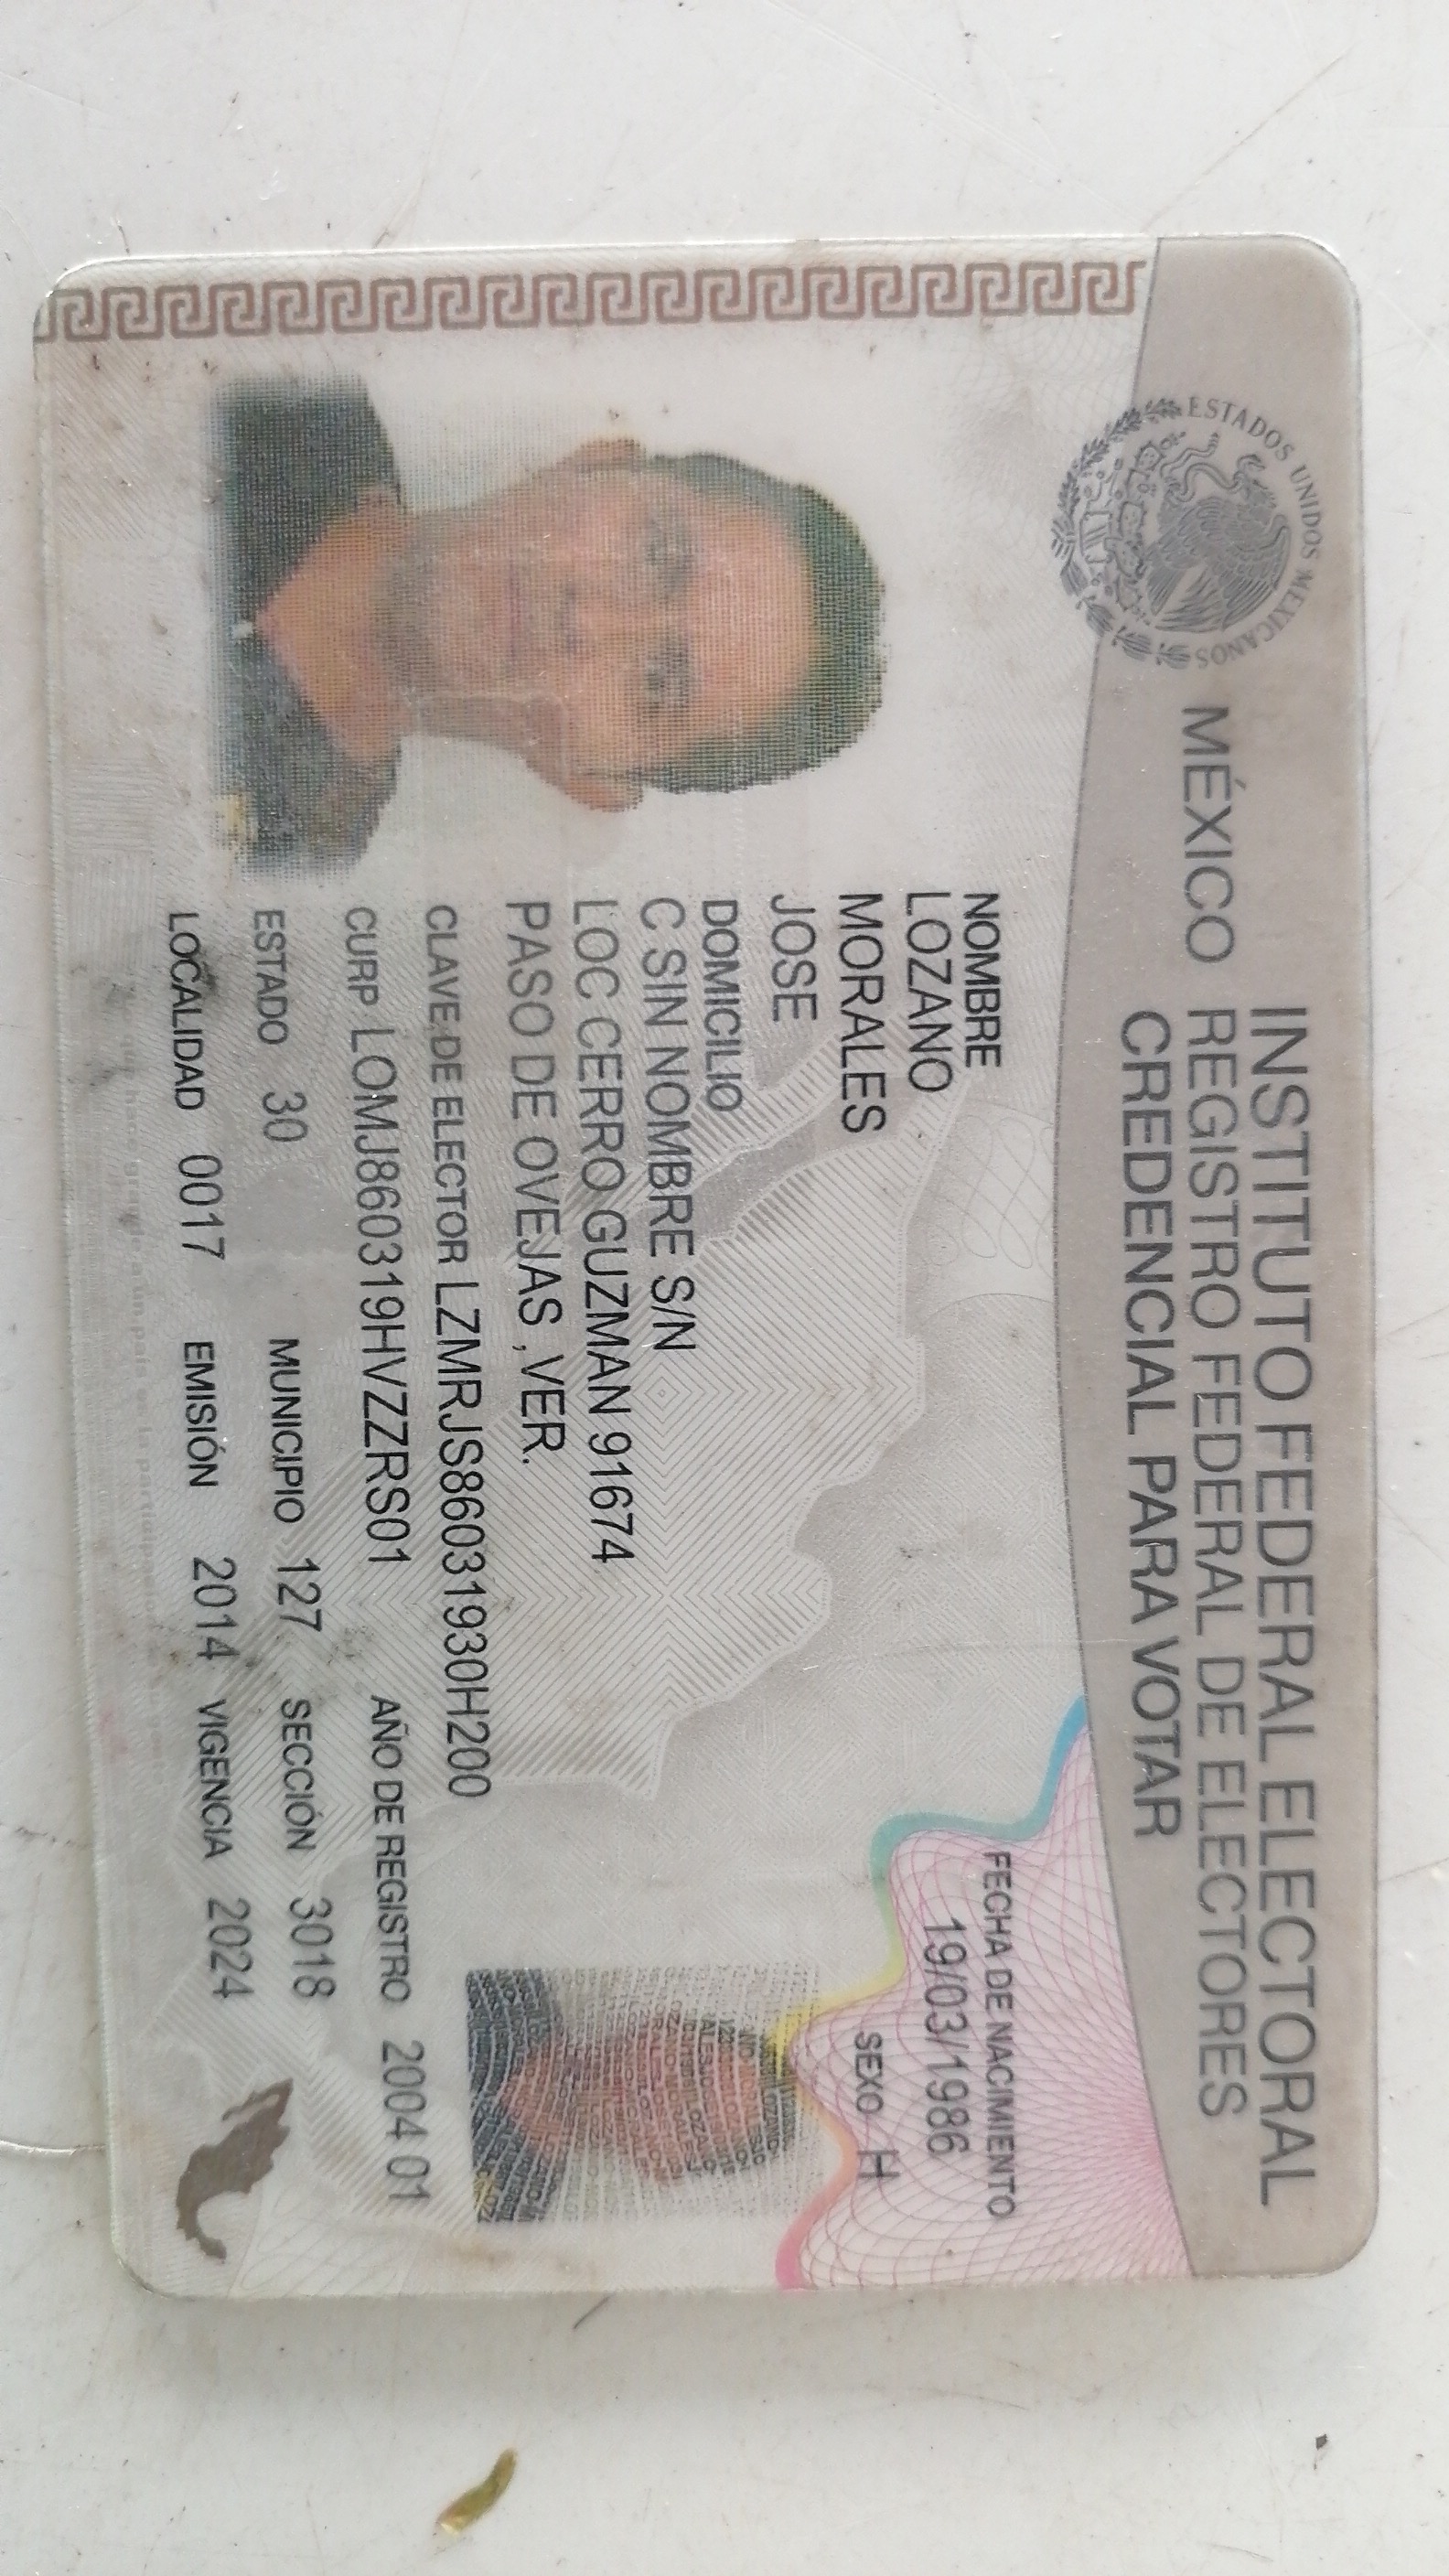 ESTADOS UNIDOS MEXICANOS
INSTITUTO FEDERAL ELECTORAL
MÉXICO REGISTRO FEDERAL DE ELECTORES
CREDENCIAL PARA VOTAR
NOMBRE
LOZANO
MORALES
JOSE
FECHA DE NACIMIENTO
19/03/1986
SEXO H
DOMICILIO
C SIN NOMBRE S/N
LOC CERRO GUZMAN 91674
PASO DE OVEJAS ,VER.
CLAVE DE ELECTOR LZMRJS86031930H200
CURP LOMJ860319HVZZRS01 AÑO DE REGISTRO 2004 01
ESTADO 30 MUNICIPIO 127 SECCIÓN 3018
LOCALIDAD 0017 EMISIÓN 2014 VIGENCIA 2024